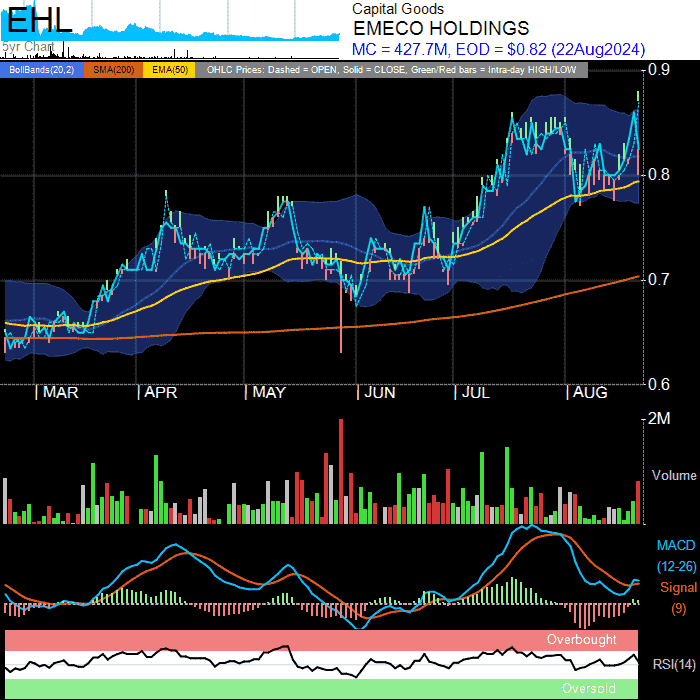 EHL
5yr Chart
Capital Goods
EMECO HOLDINGS
MC = 427.7M, EOD = $0.82 (22Aug2024)
BollBands(20,2) SMA(200) EMA(50) OHLC Prices: Dashed = OPEN, Solid = CLOSE, Green/Red bars = Intra-day HIGH/LOW
0.9
0.8
0.7
0.6
MAR APR MAY JUN JUL AUG
2M
Volume
MACD
(12-26)
Signal
(9)
Overbought
RSI(14)
Oversold